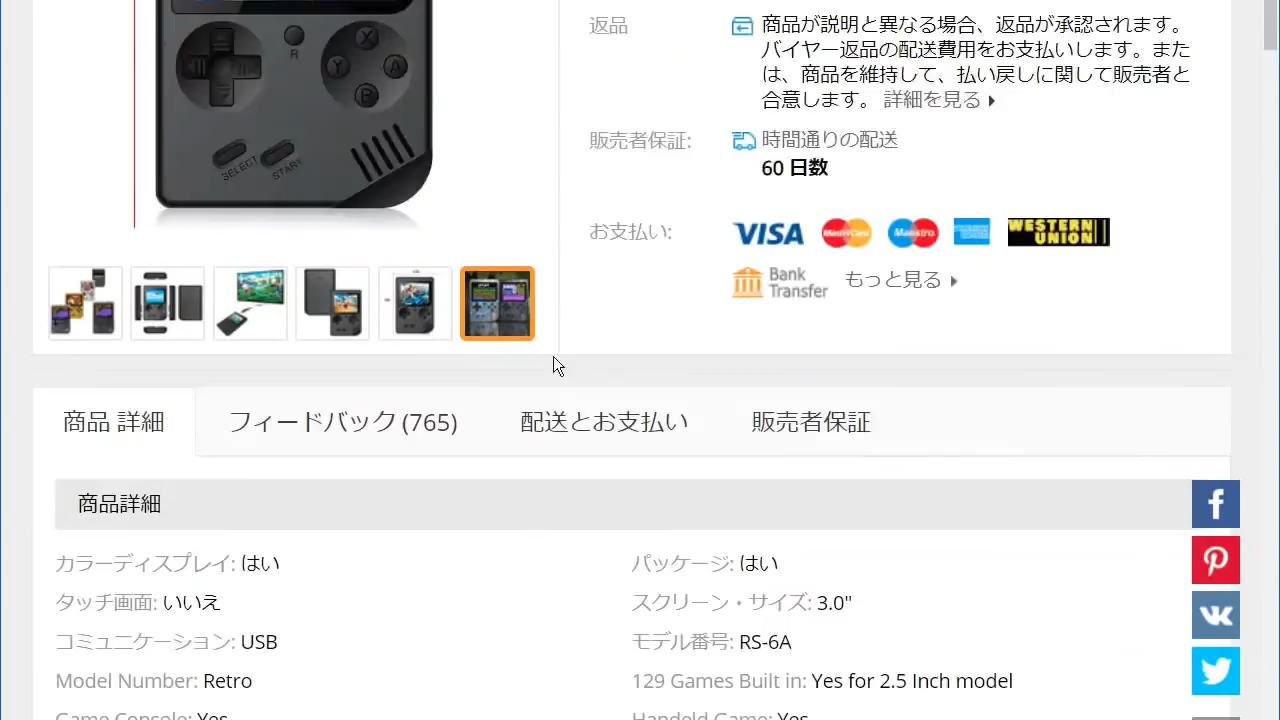 X
R
Y
A
B
SELECT
START
返品
商品が説明と異なる場合、返品が承認されます。
バイヤー返品の配送費用をお支払いします。また
は、商品を維持して、払い戻しに関して販売者と
合意します。 詳細を見る
販売者保証:
時間通りの配送
60 日数
お支払い:
VISA
MasterCard
Maestro
WESTERN
UNION
Bank
Transfer
もっと見る
商品 詳細
フィードバック (765)
配送とお支払い
販売者保証
商品詳細
カラーディスプレイ: はい
パッケージ: はい
タッチ画面: いいえ
スクリーン・サイズ: 3.0"
コミュニケーション: USB
モデル番号: RS-6A
Model Number: Retro
129 Games Built in: Yes for 2.5 Inch model
Game Console: Yes
Handeld Game: Yes